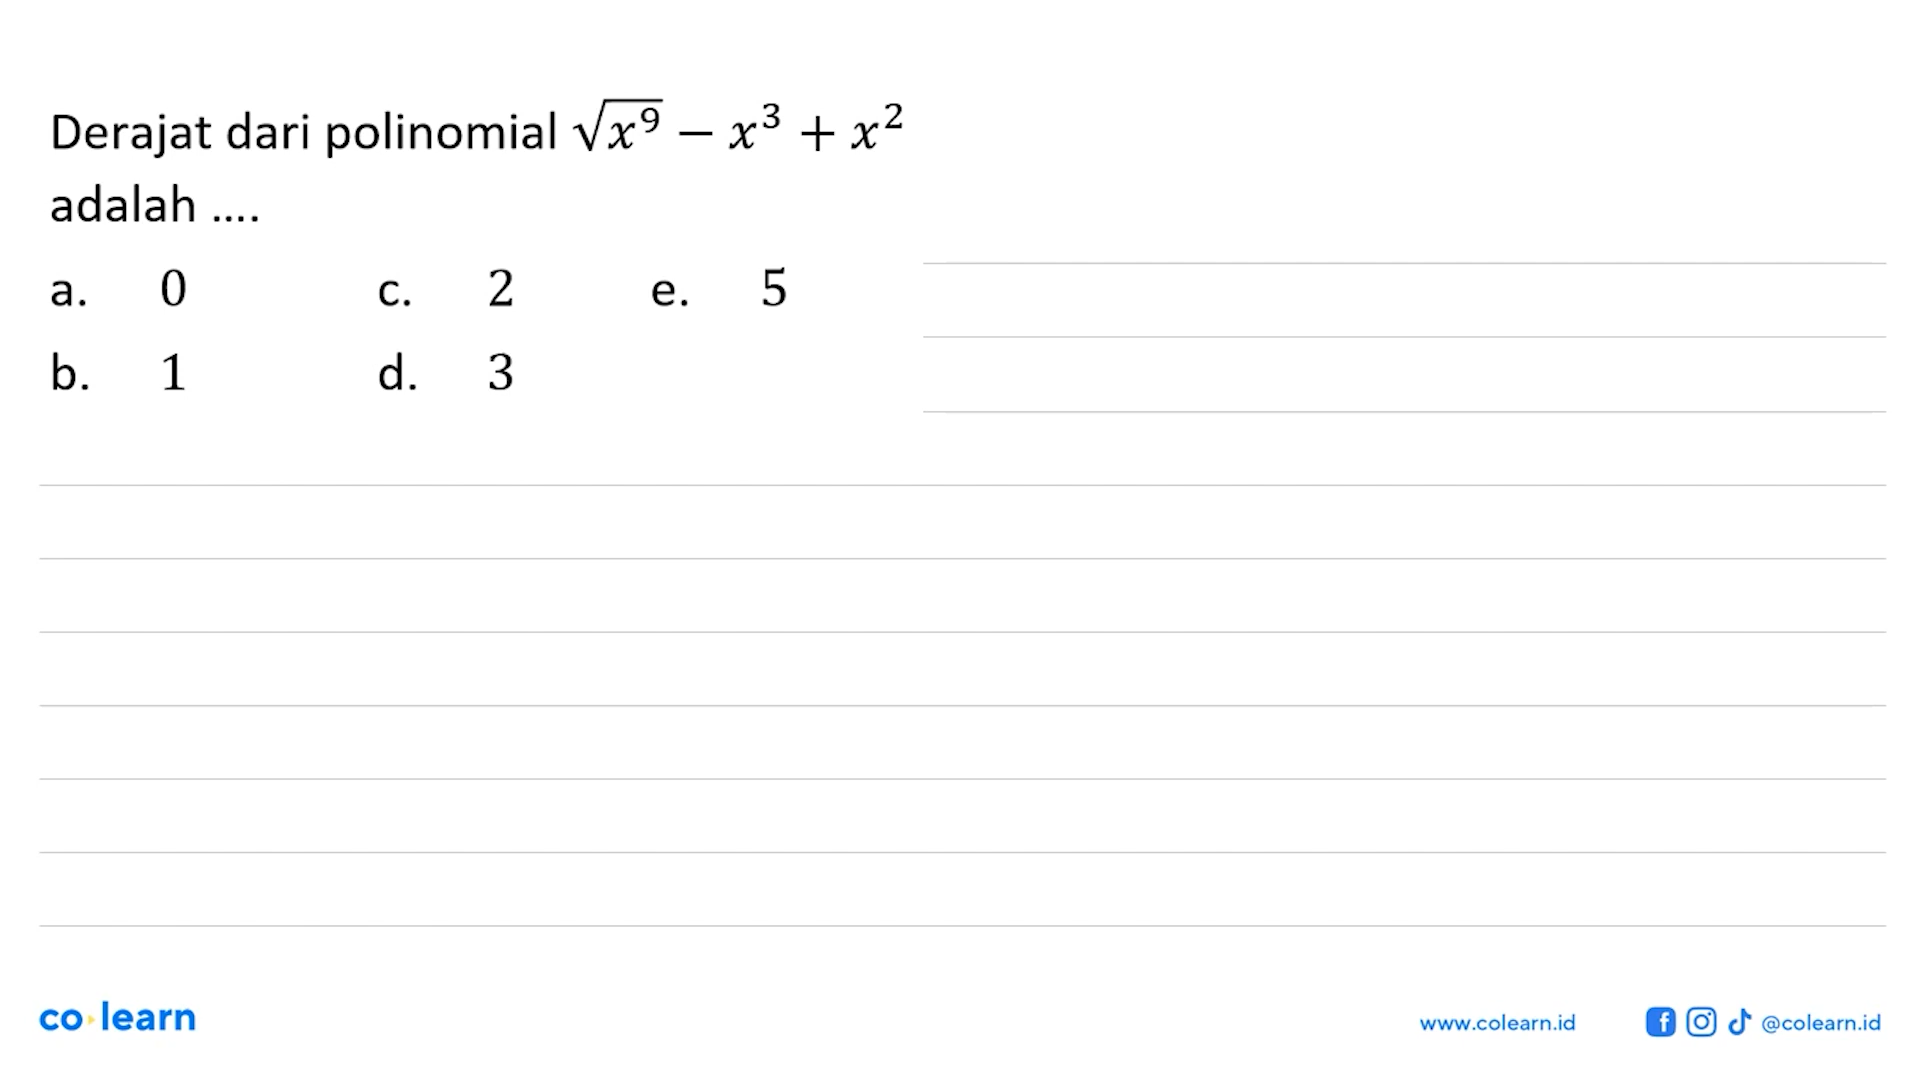 Derajat dari polinomial √x⁹ − x³ + x²
adalah ....
a. 0 c. 2 e. 5
b. 1 d. 3
co learn
www.colearn.id @colearn.id